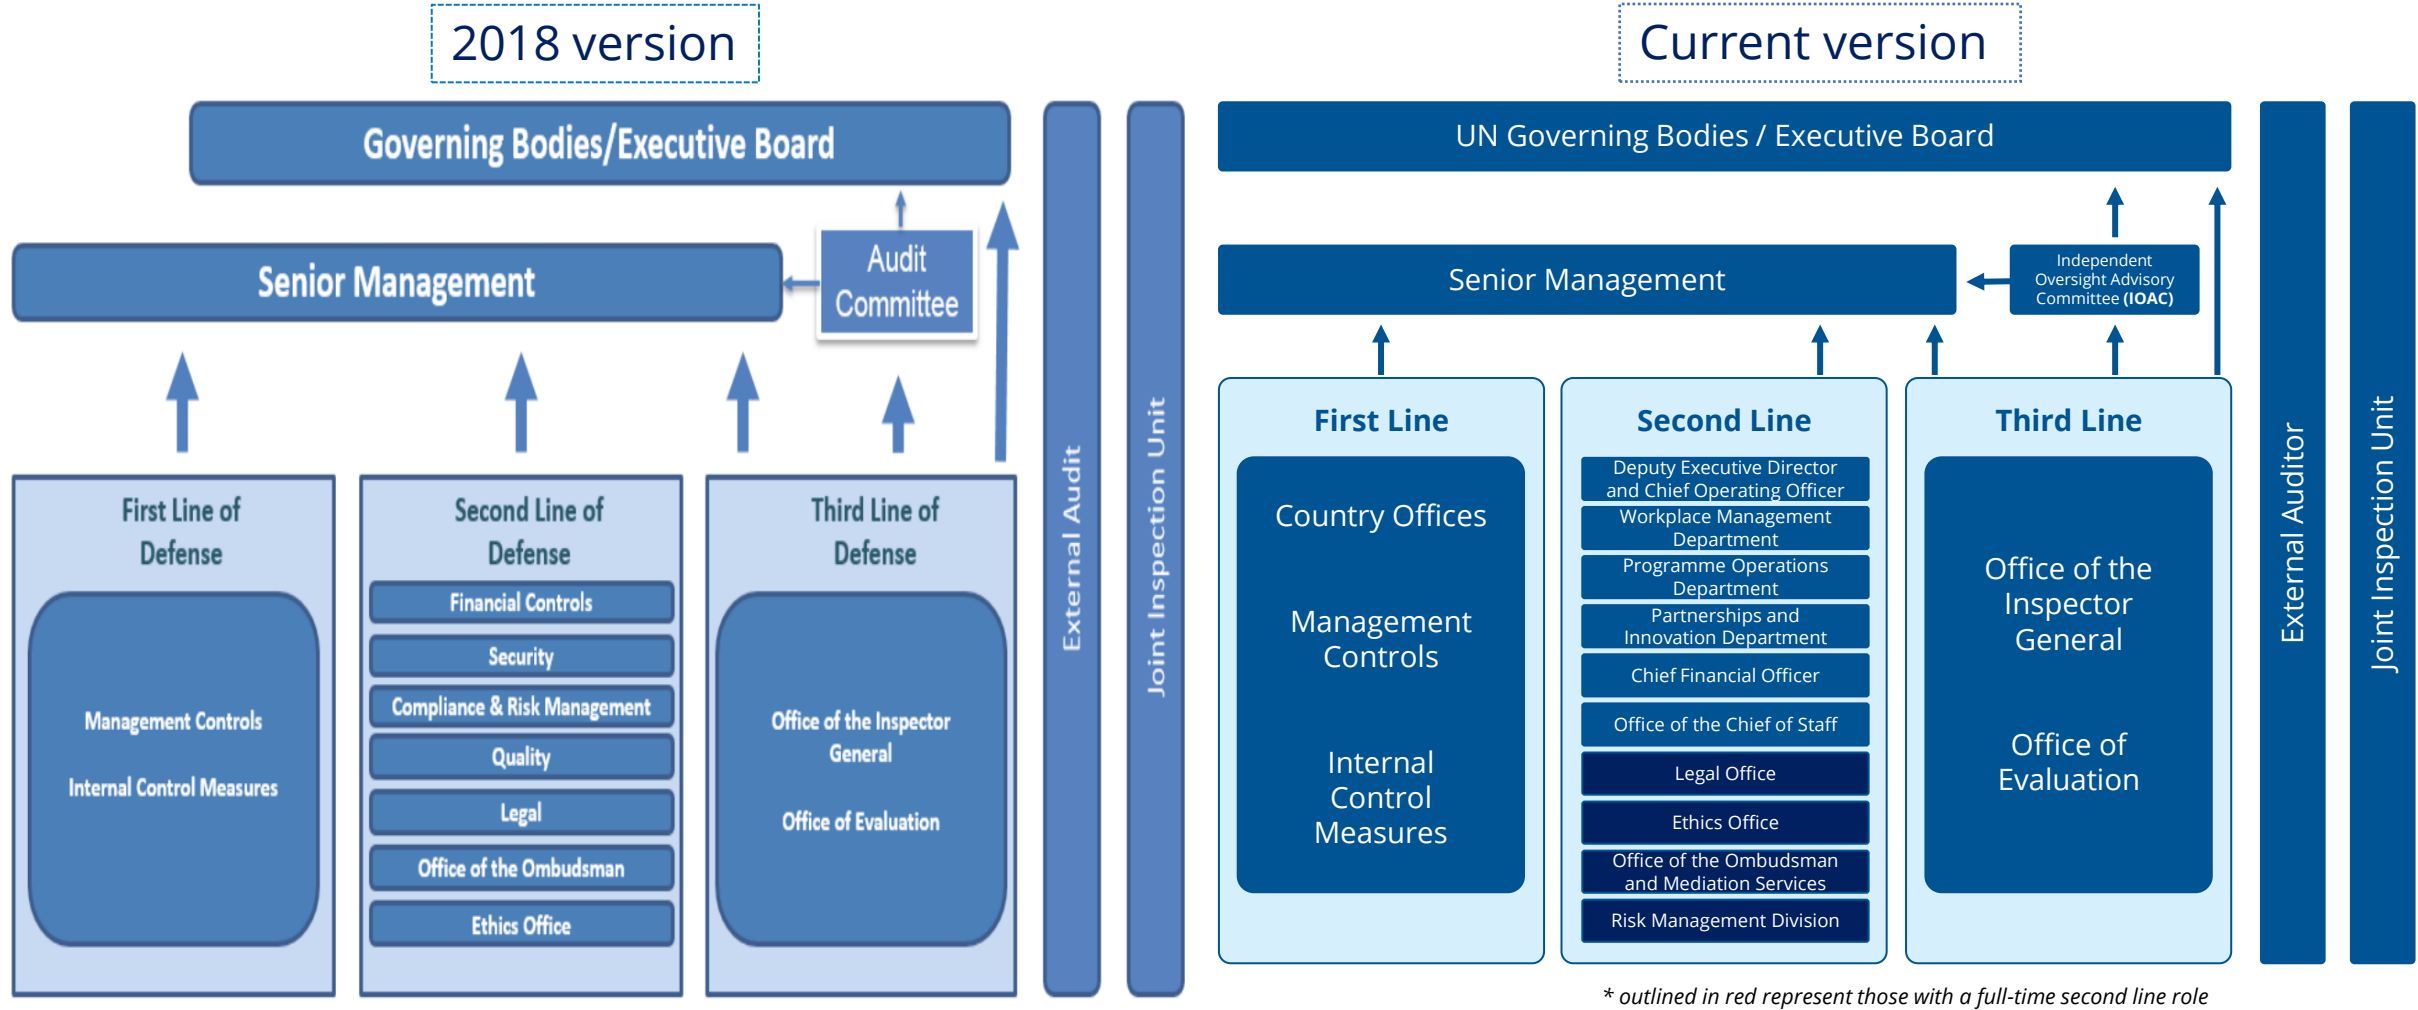 2018 version
Governing Bodies/Executive Board
Senior Management
Audit
Committee
First Line of
Defense
Management Controls
Internal Control Measures
Second Line of
Defense
Financial Controls
Security
Compliance & Risk Management
Quality
Legal
Office of the Ombudsman
Ethics Office
Third Line of
Defense
Office of the Inspector
General
Office of Evaluation
External Audit
Joint Inspection Unit
Current version
UN Governing Bodies / Executive Board
Senior Management
Independent
Oversight Advisory
Committee (IOAC)
First Line
Country Offices
Management
Controls
Internal
Control
Measures
Second Line
Deputy Executive Director
and Chief Operating Officer
Workplace Management
Department
Programme Operations
Department
Partnerships and
Innovation Department
Chief Financial Officer
Office of the Chief of Staff
Legal Office
Ethics Office
Office of the Ombudsman
and Mediation Services
Risk Management Division
Third Line
Office of the
Inspector
General
Office of
Evaluation
External Auditor
Joint Inspection Unit
* outlined in red represent those with a full-time second line role